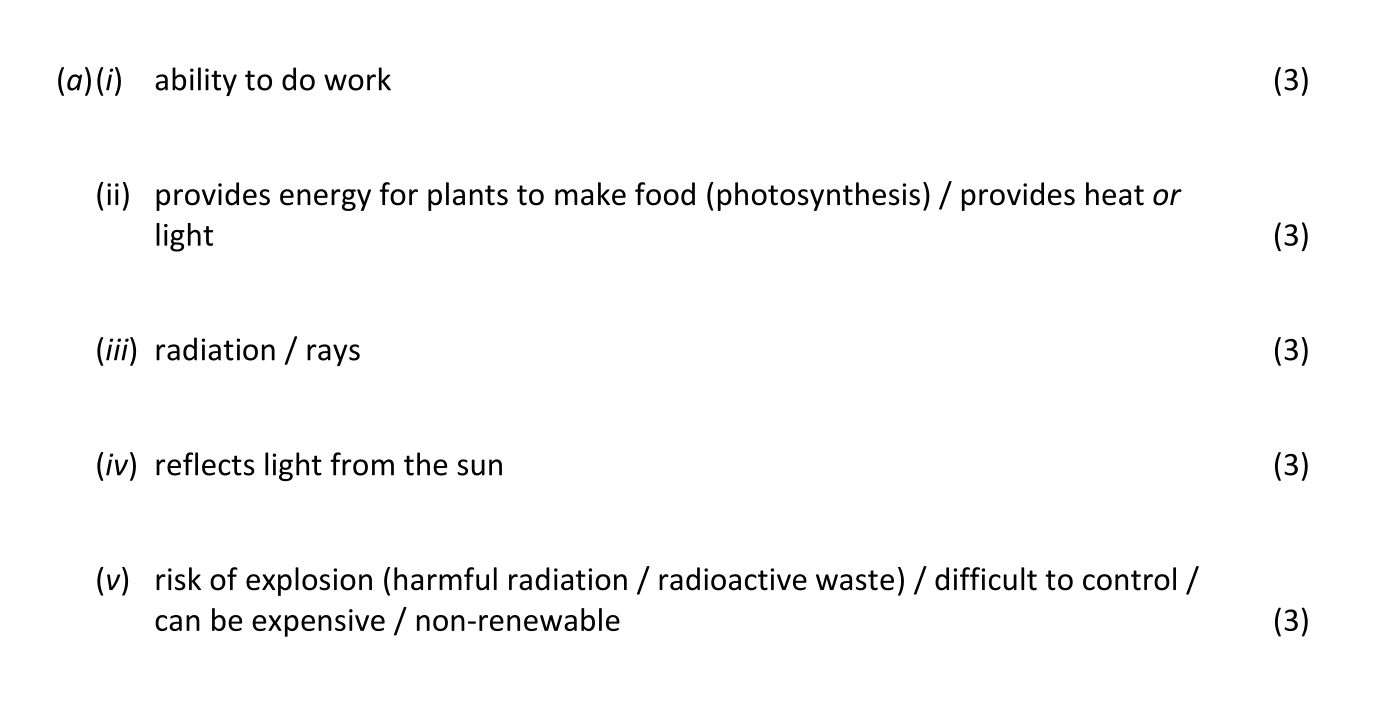 (a)(i) ability to do work (3)
(ii) provides energy for plants to make food (photosynthesis) / provides heat or
light (3)
(iii) radiation / rays (3)
(iv) reflects light from the sun (3)
(v) risk of explosion (harmful radiation / radioactive waste) / difficult to control /
can be expensive / non-renewable (3)